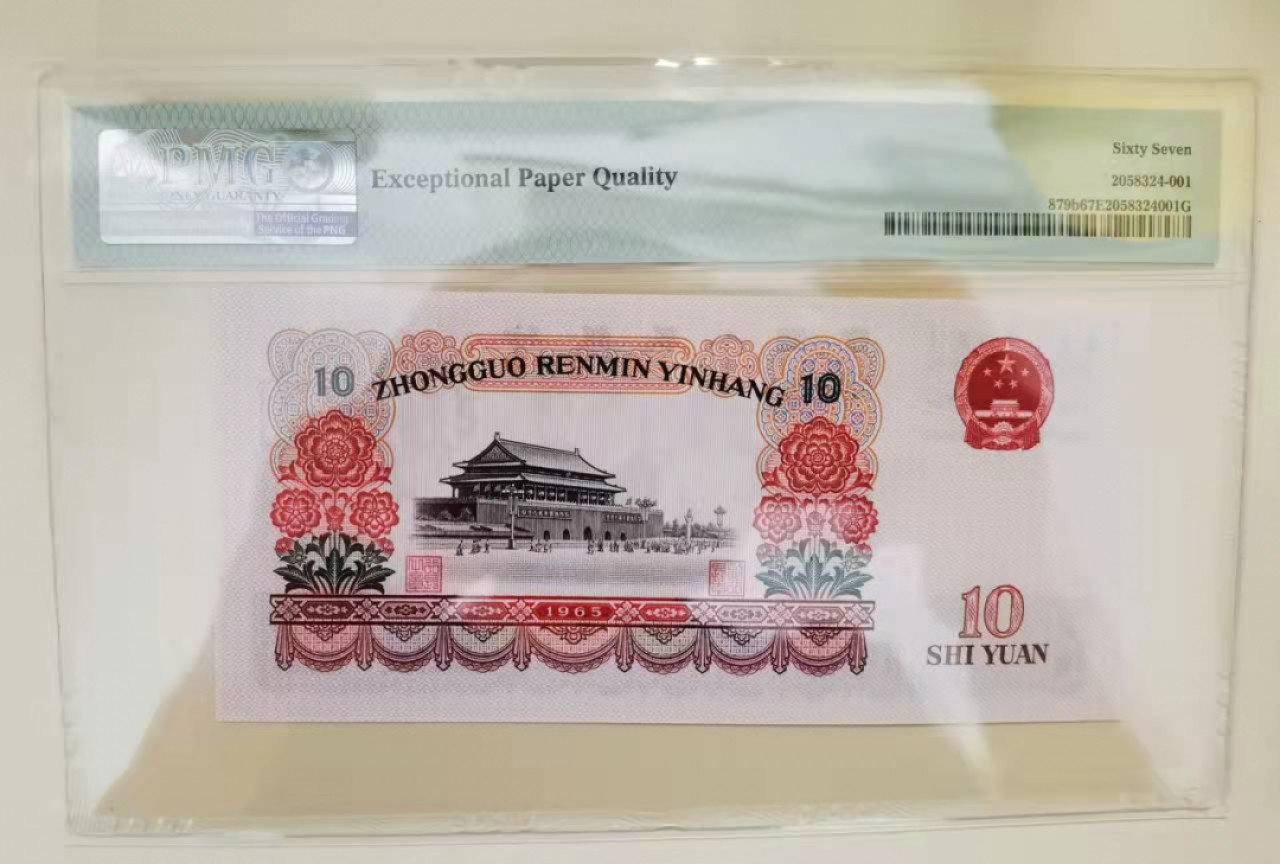 PMG
GUARANTY
The Official Grading
Service of the PNG
Exceptional Paper Quality
Sixty Seven
2058324-001
879b67E2058324001G
10 ZHONGGUO RENMIN YINHANG 10
1965
10
SHI YUAN